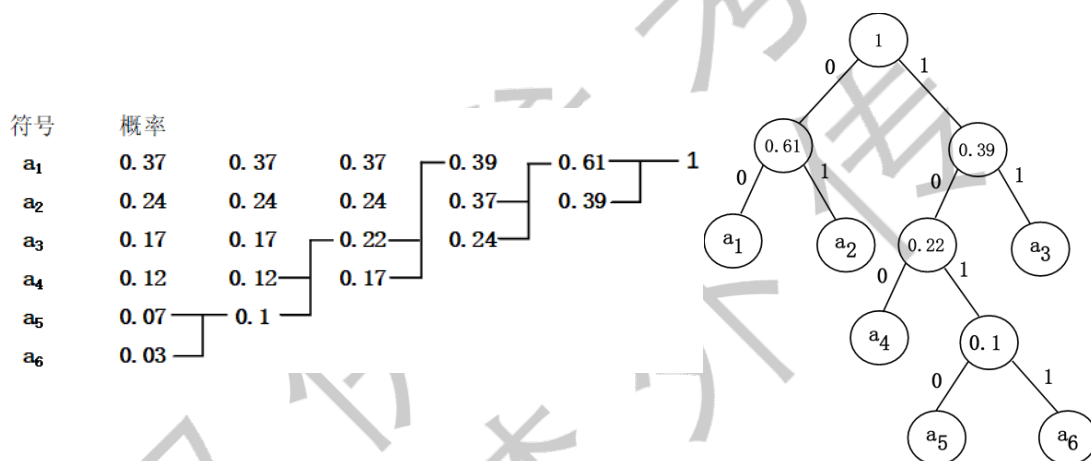 符号 概率
a₁ 0.37 0.37 0.37 0.39 0.61 1
a₂ 0.24 0.24 0.24 0.37 0.39
a₃ 0.17 0.17 0.22 0.24
a₄ 0.12 0.12 0.17
a₅ 0.07 0.1
a₆ 0.03
1
0 1
0.61 0.39
0 1 0 1
a₁ a₂ 0.22 a₃
0 1
a₄ 0.1
0 1
a₅ a₆